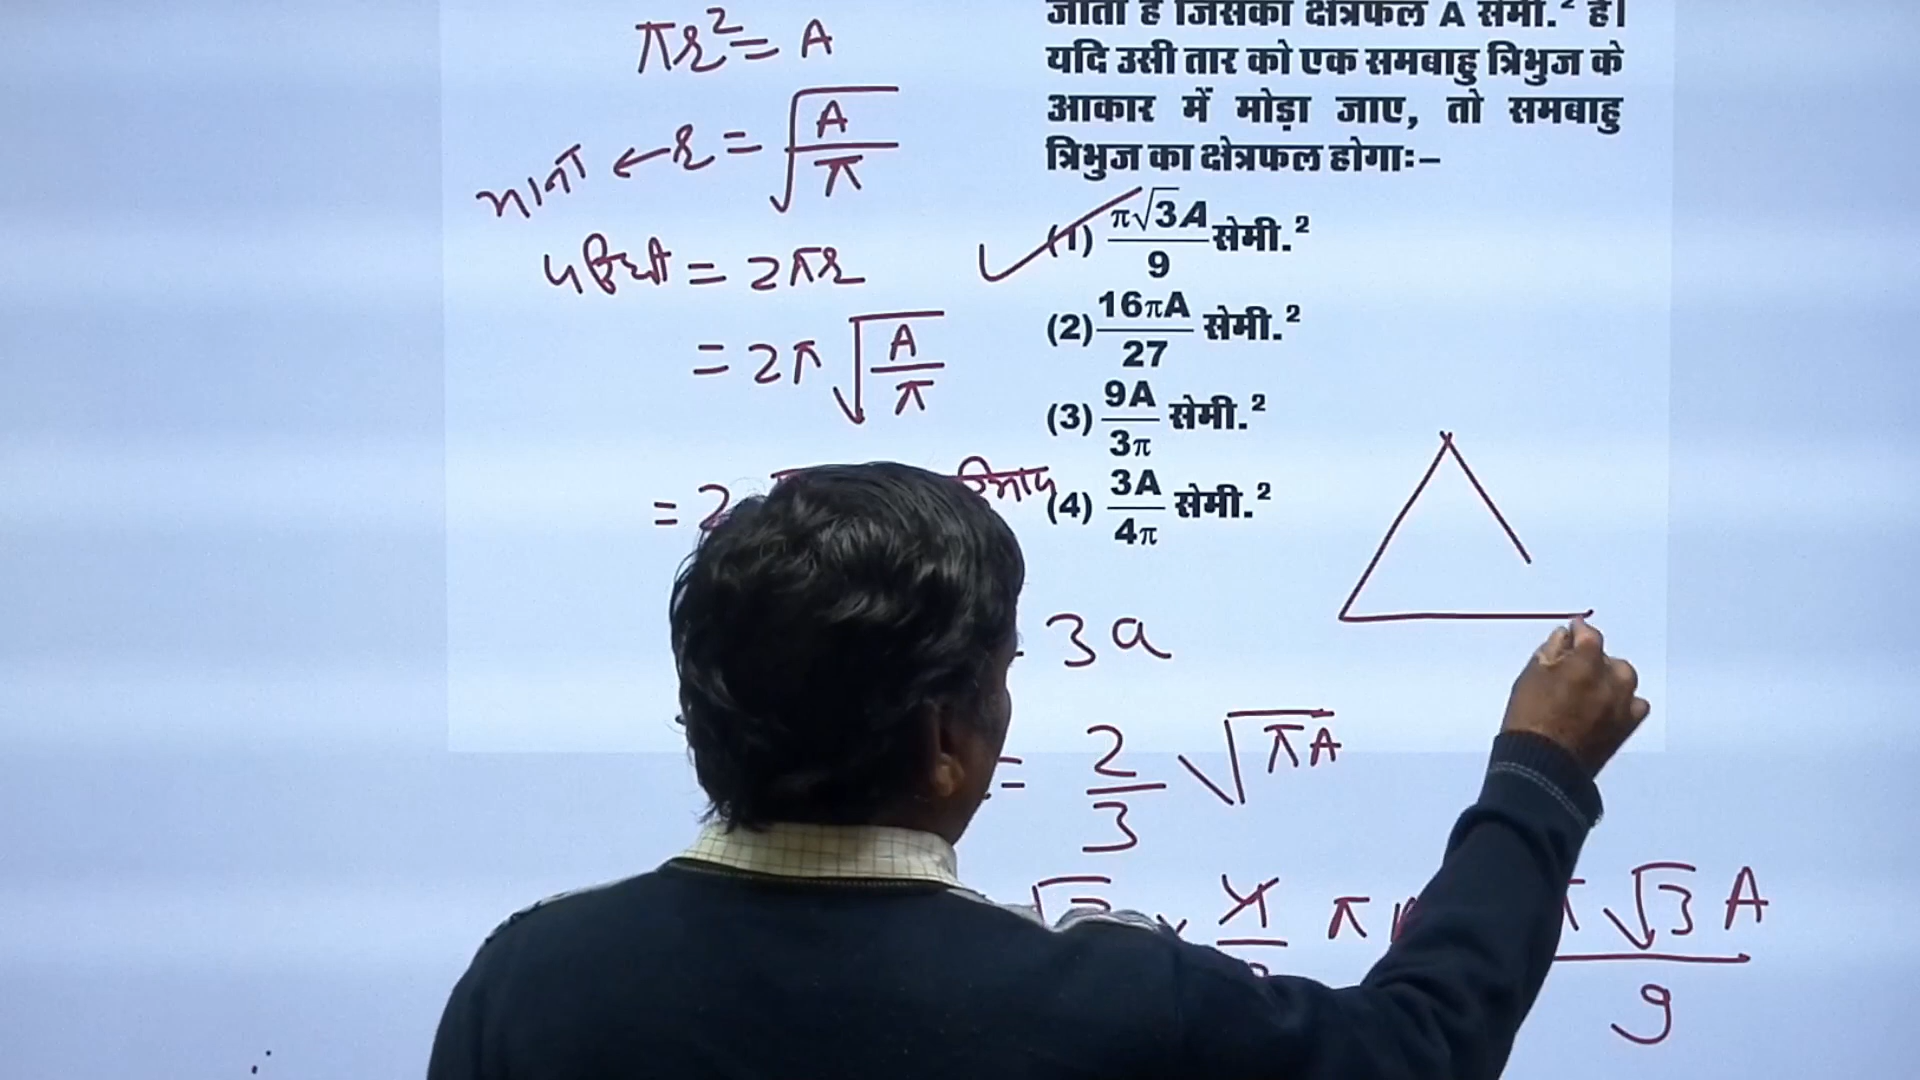 जाता है जिसका क्षेत्रफल A सेमी.² है।
यदि उसी तार को एक समबाहु त्रिभुज के
आकार में मोड़ा जाए, तो समबाहु
त्रिभुज का क्षेत्रफल होगाः–
(1) π√3A/9 सेमी.²
(2) 16πA/27 सेमी.²
(3) 9A/3π सेमी.²
(4) 3A/4π सेमी.²
πr² = A
माना ← r = √(A/π)
परिधि = 2πr
= 2π √(A/π)
= 2
3a
= 2/3 √πA
π √3 A
9